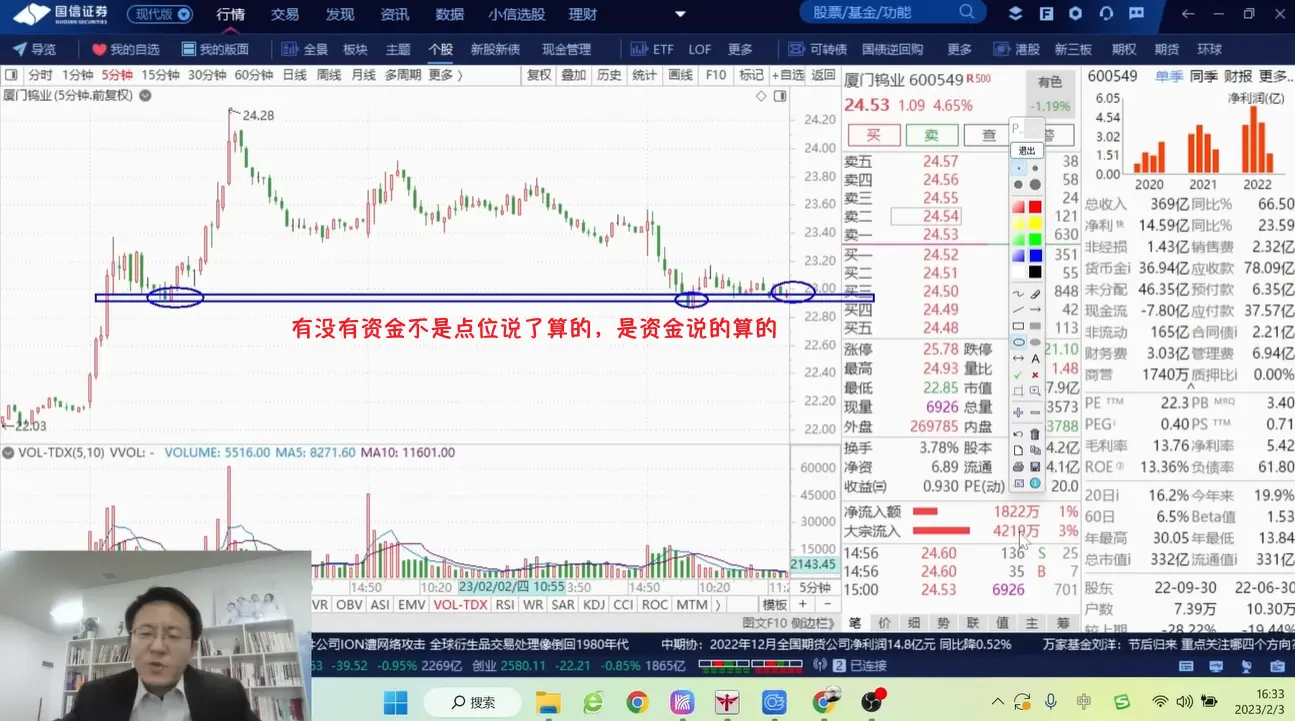 国信证券 现代版 行情 交易 发现 资讯 数据 小信选股 理财 股票/基金/功能
GUOSEN SECURITIES
导览 我的自选 我的版面 全景 板块 主题 个股 新股新债 现金管理 ETF LOF 更多 可转债 国债逆回购 更多 港股 新三板 期权 期货 环球
分时 1分钟 5分钟 15分钟 30分钟 60分钟 日线 周线 月线 多周期 更多 复权 叠加 历史 统计 画线 F10 标记 +自选 返回
厦门钨业(5分钟.前复权)
24.28
24.20
24.00
23.80
23.60
23.40
23.20
23.00
22.80
22.60
22.40
22.20
22.00
22.03
有没有资金不是点位说了算的，是资金说的算的
VOL-TDX(5,10) VVOL: - VOLUME: 5516.00 MA5: 8271.60 MA10: 11601.00
60000
45000
30000
15000
2143.45
14:50 10:20 23/02/02/四 10:55 3:50 14:50 10:20 11:2 5分钟
VR OBV ASI EMV VOL-TDX RSI WR SAR KDJ CCI ROC MTM 模板 + -
图文F10 侧边栏》
厦门钨业 600549 R500
有色
24.53 1.09 4.65% -1.19%
买 卖 查 警
退出
卖五 24.57 38
卖四 24.56 58
卖三 24.55 24
卖二 24.54 121
卖一 24.53 630
买一 24.52 351
买二 24.51 55
买三 24.50 848
买四 24.49 42
买五 24.48 113
涨停 25.78 跌停 21.10
最高 24.93 量比 1.48
最低 22.85 市值 7.9亿
现量 6926 总量 3573
外盘 269785 内盘 3788
换手 3.78% 股本 4.2亿
净资 6.89 流通 4.1亿
收益㈢ 0.930 PE(动) 20.0
净流入额 1822万 1%
大宗流入 4219万 3%
14:56 24.60 136 S 25
14:56 24.60 35 B 7
15:00 24.53 6926 701
笔 价 细 势 联 值 主 筹
600549 单季 同季 财报 更多..
净利润(亿)
6.05
4.54
3.02
1.51
0.00
2020 2021 2022
总收入 369亿 同比% 66.50
净利 14.59亿 同比% 23.59
非经损 1.43亿 销售费 2.32亿
货币金i 36.94亿 应收款 78.09亿
未分配 46.35亿 预付款 6.35亿
现金流 -7.80亿 应付款 37.57亿
非流动 165亿 合同债i 2.21亿
财务费 3.03亿 管理费 6.94亿
商誉 1740万 质押比i 0.00%
PE TTM 22.3 PB MRQ 3.40
PEG 0.40 PS TTM 0.71
毛利率 13.76 净利率 5.42
ROE 13.36% 负债率 61.80
20日i 16.2% 今年来 19.9%
60日 6.5% Beta值 1.53
年最高 30.05 年最低 13.84
总市值i 332亿 流通值i 331亿
股东 22-09-30 22-06-30
户数 7.39万 10.30万
较上期 -28.22% -19.44%
公司ION遭网络攻击 全球衍生品交易处理像倒回1980年代 中期协：2022年12月全国期货公司净利润14.8亿元 同比降0.52% 万家基金刘洋：节后归来 重点关注哪四个方向?
63 -39.52 -0.95% 2269亿 创业 2580.11 -22.21 -0.85% 1865亿 2 已连接
搜索
中
16:33
2023/2/3